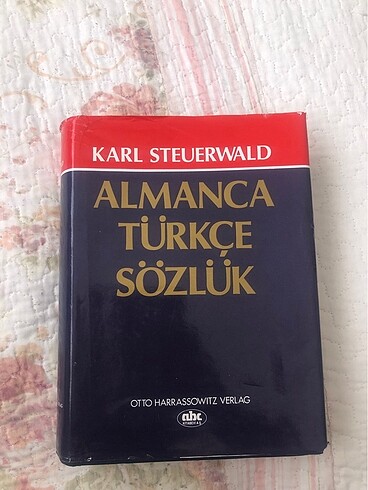 KARL STEUERWALD
ALMANCA
TÜRKÇE
SÖZLÜK
OTTO HARRASSOWITZ VERLAG
abc